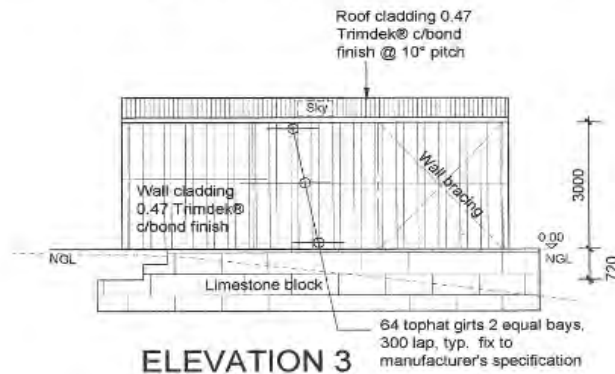 Roof cladding 0.47
Trimdek® c/bond
finish @ 10° pitch
Sky
Wall cladding
0.47 Trimdek®
c/bond finish
Wall bracing
3000
0.00
NGL
NGL
720
Limestone block
64 tophat girts 2 equal bays,
300 lap, typ. fix to
manufacturer's specification
ELEVATION 3